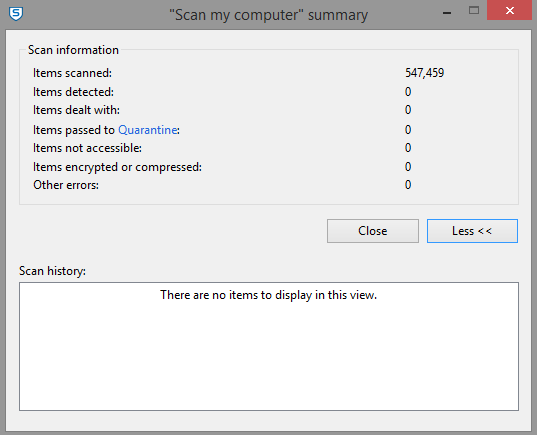 "Scan my computer" summary
Scan information
Items scanned: 547,459
Items detected: 0
Items dealt with: 0
Items passed to Quarantine: 0
Items not accessible: 0
Items encrypted or compressed: 0
Other errors: 0
Close Less <<
Scan history:
There are no items to display in this view.